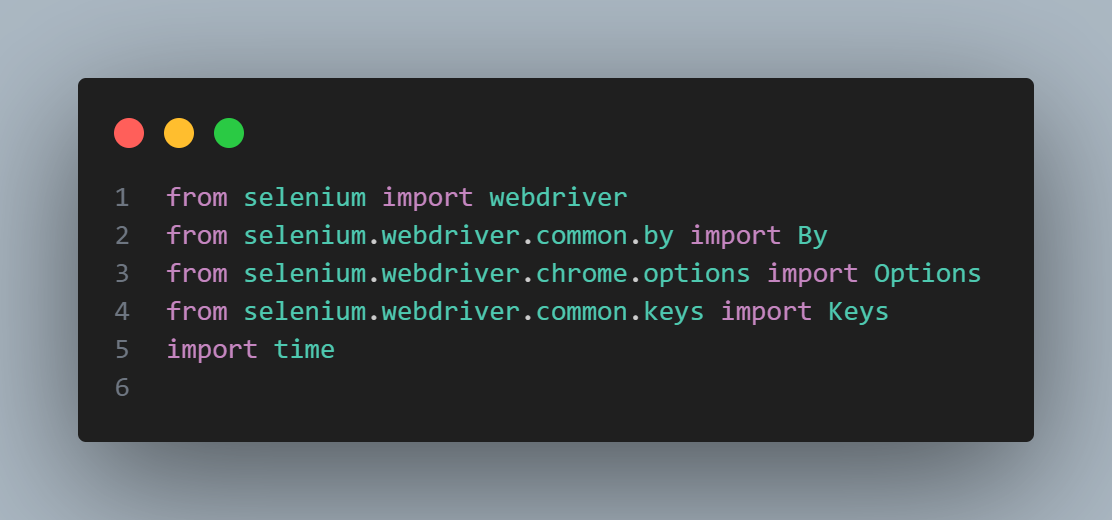 1 from selenium import webdriver
2 from selenium.webdriver.common.by import By
3 from selenium.webdriver.chrome.options import Options
4 from selenium.webdriver.common.keys import Keys
5 import time
6